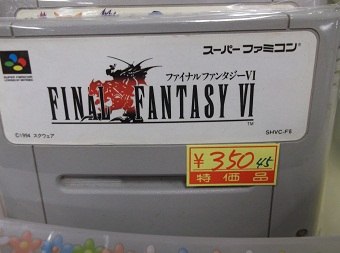 スーパーファミコン
ファイナルファンタジーVI
FINAL FANTASY VI
TM
©1994 スクウェア
SHVC-F6
¥350 45
特価品